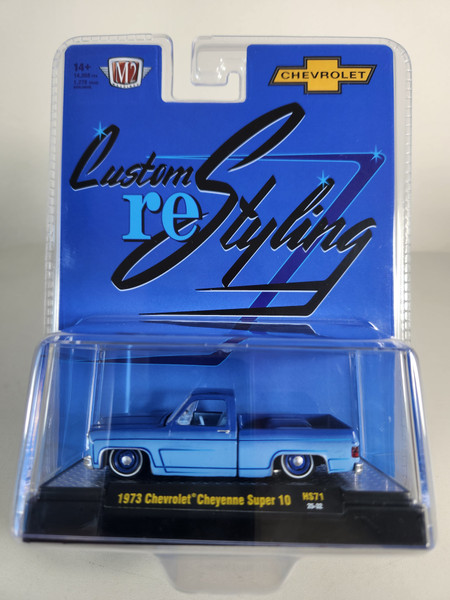 14+
M2
CHEVROLET
Custom
re Styling
1973 Chevrolet® Cheyenne Super 10
HS71